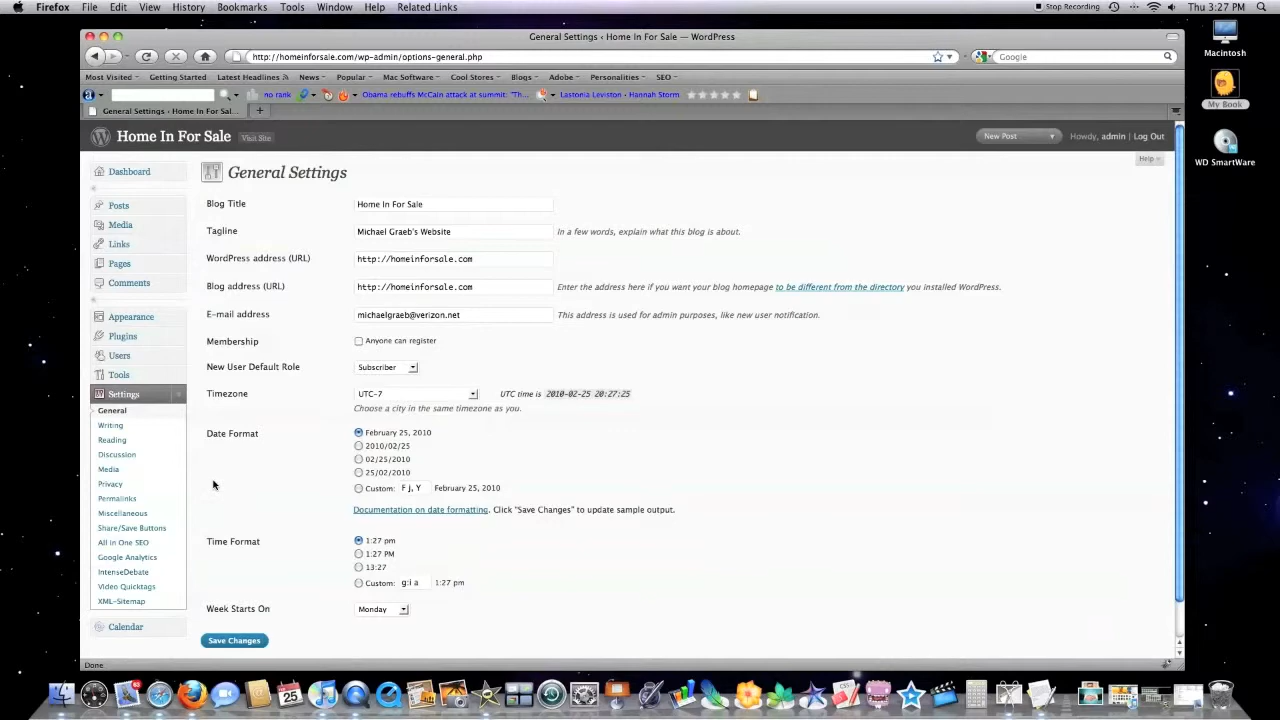 Firefox File Edit View History Bookmarks Tools Window Help Related Links Stop Recording Thu 3:27 PM
General Settings ‹ Home In For Sale — WordPress
http://homeinforsale.com/wp-admin/options-general.php Google
Most Visited Getting Started Latest Headlines News Popular Mac Software Cool Stores Blogs Adobe Personalities SEO
no rank Obama rebuffs McCain attack at summit: "Th... Lastonia Leviston - Hannah Storm.
General Settings ‹ Home In For Sal...
Macintosh
My Book
WD SmartWare
Home In For Sale Visit Site New Post Howdy, admin | Log Out
Help
Dashboard
Posts
Media
Links
Pages
Comments
Appearance
Plugins
Users
Tools
Settings
General
Writing
Reading
Discussion
Media
Privacy
Permalinks
Miscellaneous
Share/Save Buttons
All in One SEO
Google Analytics
IntenseDebate
Video Quicktags
XML-Sitemap
Calendar
General Settings
Blog Title Home In For Sale
Tagline Michael Graeb's Website In a few words, explain what this blog is about.
WordPress address (URL) http://homeinforsale.com
Blog address (URL) http://homeinforsale.com Enter the address here if you want your blog homepage to be different from the directory you installed WordPress.
E-mail address michaelgraeb@verizon.net This address is used for admin purposes, like new user notification.
Membership Anyone can register
New User Default Role Subscriber
Timezone UTC-7 UTC time is 2010-02-25 20:27:25
Choose a city in the same timezone as you.
Date Format February 25, 2010
2010/02/25
02/25/2010
25/02/2010
Custom: F j, Y February 25, 2010
Documentation on date formatting. Click "Save Changes" to update sample output.
Time Format 1:27 pm
1:27 PM
13:27
Custom: g:i a 1:27 pm
Week Starts On Monday
Save Changes
Done